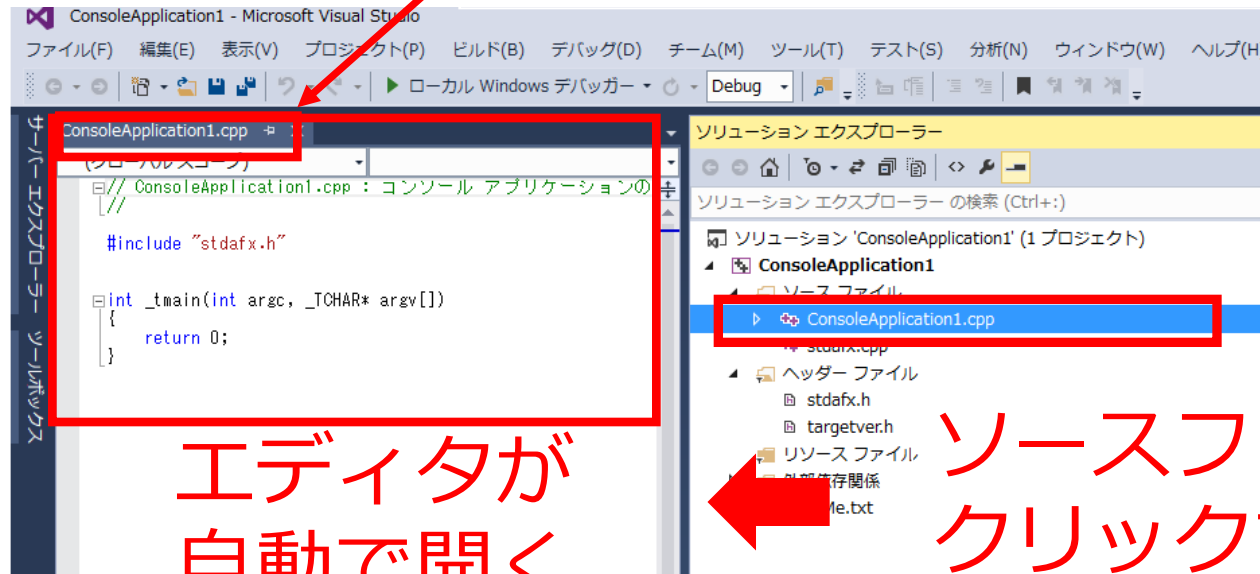 ConsoleApplication1 - Microsoft Visual Studio
ファイル(F) 編集(E) 表示(V) プロジェクト(P) ビルド(B) デバッグ(D) チーム(M) ツール(T) テスト(S) 分析(N) ウィンドウ(W) ヘルプ(H
ローカル Windows デバッガー Debug
サーバー エクスプローラー
ツールボックス
ConsoleApplication1.cpp
(グローバル スコープ)
// ConsoleApplication1.cpp : コンソール アプリケーションの
//
#include "stdafx.h"
int _tmain(int argc, _TCHAR* argv[])
{
return 0;
}
エディタが
自動で開く
ソリューション エクスプローラー
ソリューション エクスプローラー の検索 (Ctrl+:)
ソリューション 'ConsoleApplication1' (1 プロジェクト)
ConsoleApplication1
ソース ファイル
ConsoleApplication1.cpp
stdafx.cpp
ヘッダー ファイル
stdafx.h
targetver.h
リソース ファイル
外部依存関係
Me.txt
ソースフ
クリック